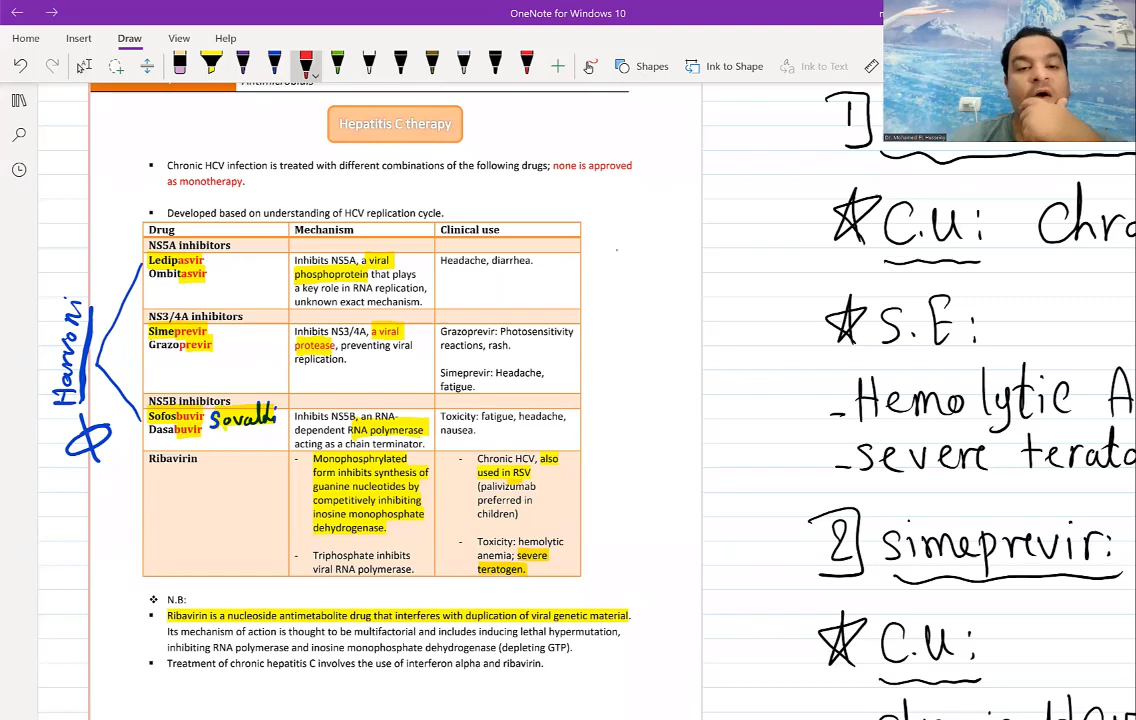 OneNote for Windows 10
Home Insert Draw View Help
Shapes Ink to Shape Ink to Text
Dr. Mohamed EL Husseiny
Antimicrobials
Hepatitis C therapy
▪ Chronic HCV infection is treated with different combinations of the following drugs; none is approved
as monotherapy.
▪ Developed based on understanding of HCV replication cycle.
Drug Mechanism Clinical use
NS5A inhibitors
Ledipasvir
Ombitasvir
Inhibits NS5A, a viral
phosphoprotein that plays
a key role in RNA replication,
unknown exact mechanism.
Headache, diarrhea.
NS3/4A inhibitors
Simeprevir
Grazoprevir
Inhibits NS3/4A, a viral
protease, preventing viral
replication.
Grazoprevir: Photosensitivity
reactions, rash.
Simeprevir: Headache,
fatigue.
NS5B inhibitors
Sofosbuvir Sovaldi
Dasabuvir
Inhibits NS5B, an RNA-
dependent RNA polymerase
acting as a chain terminator.
Toxicity: fatigue, headache,
nausea.
Harvoni
Ribavirin
- Monophosphrylated
form inhibits synthesis of
guanine nucleotides by
competitively inhibiting
inosine monophosphate
dehydrogenase.
- Triphosphate inhibits
viral RNA polymerase.
- Chronic HCV, also
used in RSV
(palivizumab
preferred in
children)
- Toxicity: hemolytic
anemia; severe
teratogen.
❖ N.B:
▪ Ribavirin is a nucleoside antimetabolite drug that interferes with duplication of viral genetic material.
Its mechanism of action is thought to be multifactorial and includes inducing lethal hypermutation,
inhibiting RNA polymerase and inosine monophosphate dehydrogenase (depleting GTP).
▪ Treatment of chronic hepatitis C involves the use of interferon alpha and ribavirin.
1]
C.U: Chr
S.E:
- Hemolytic A
- severe terato
2] simeprevir:
C.U: